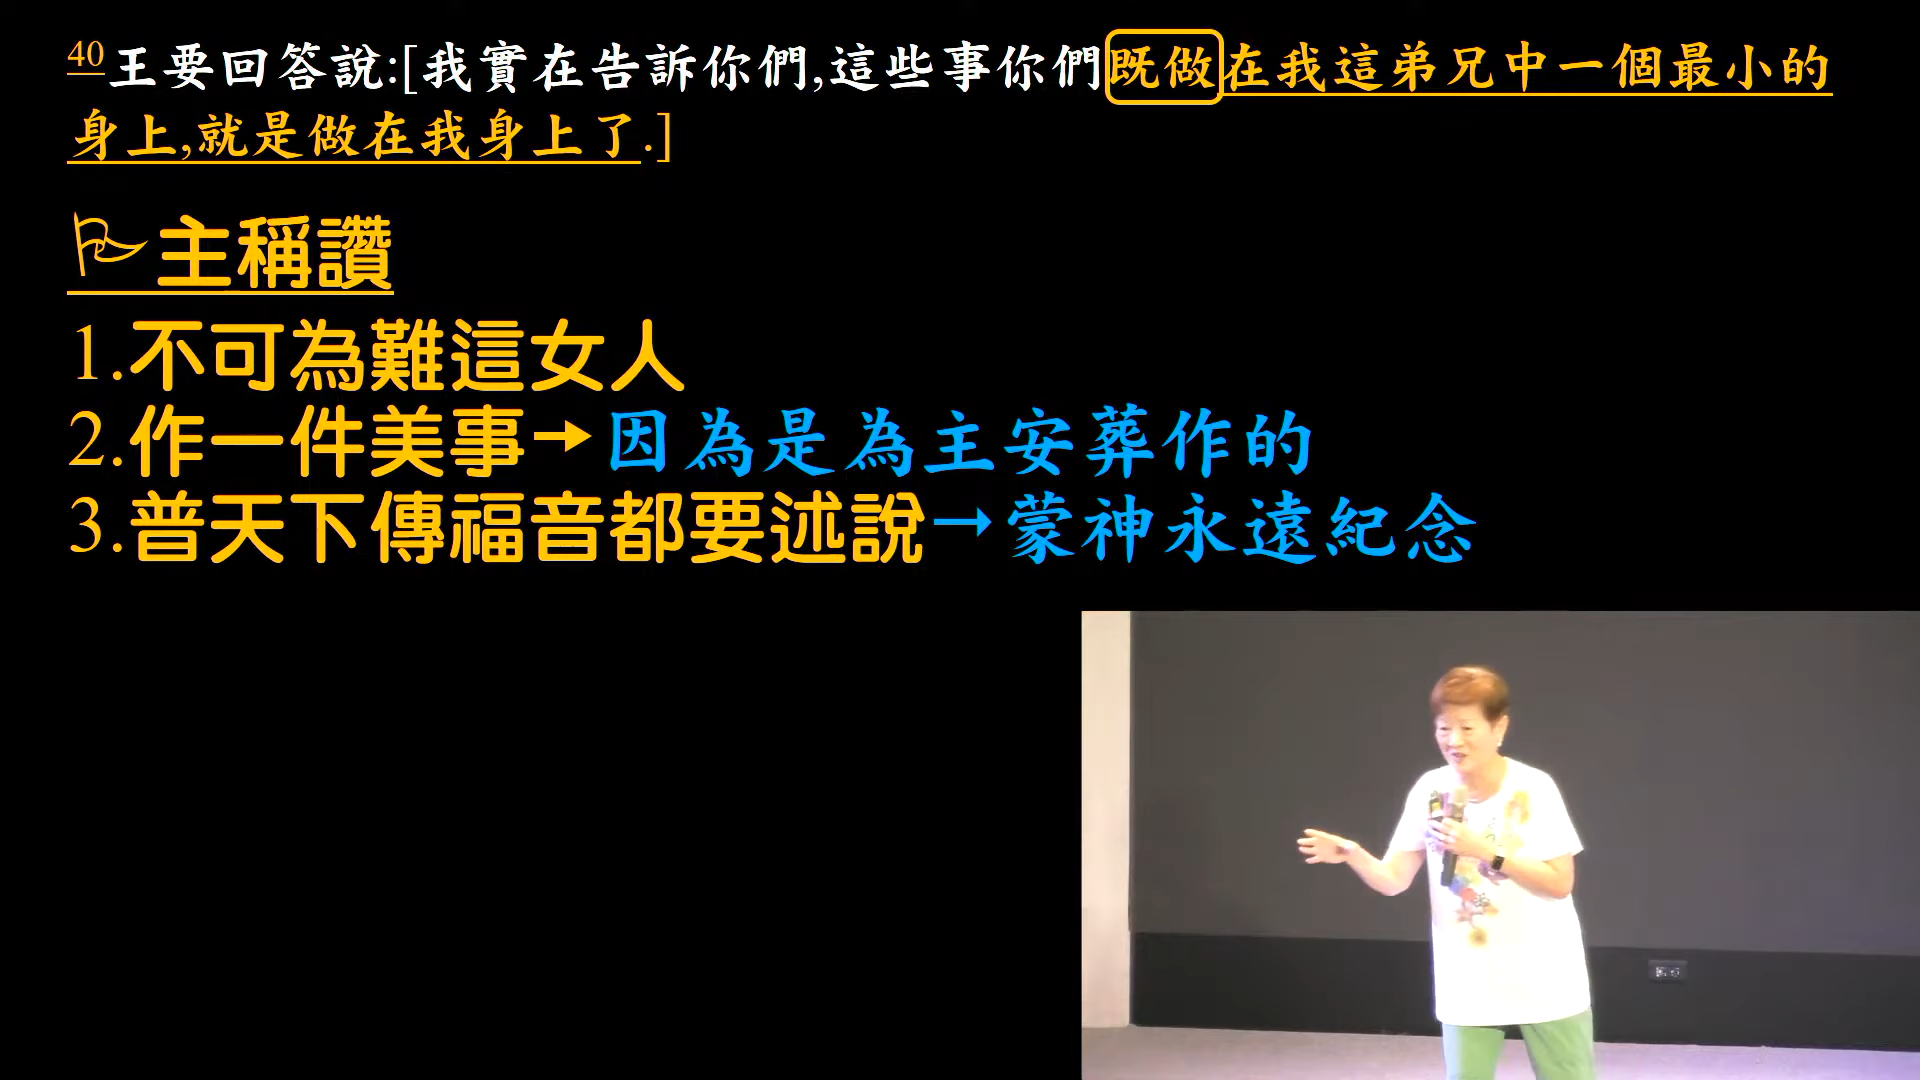 40王要回答說:[我實在告訴你們,這些事你們既做在我這弟兄中一個最小的
身上,就是做在我身上了.]
主稱讚
1.不可為難這女人
2.作一件美事→因為是為主安葬作的
3.普天下傳福音都要述說→蒙神永遠紀念